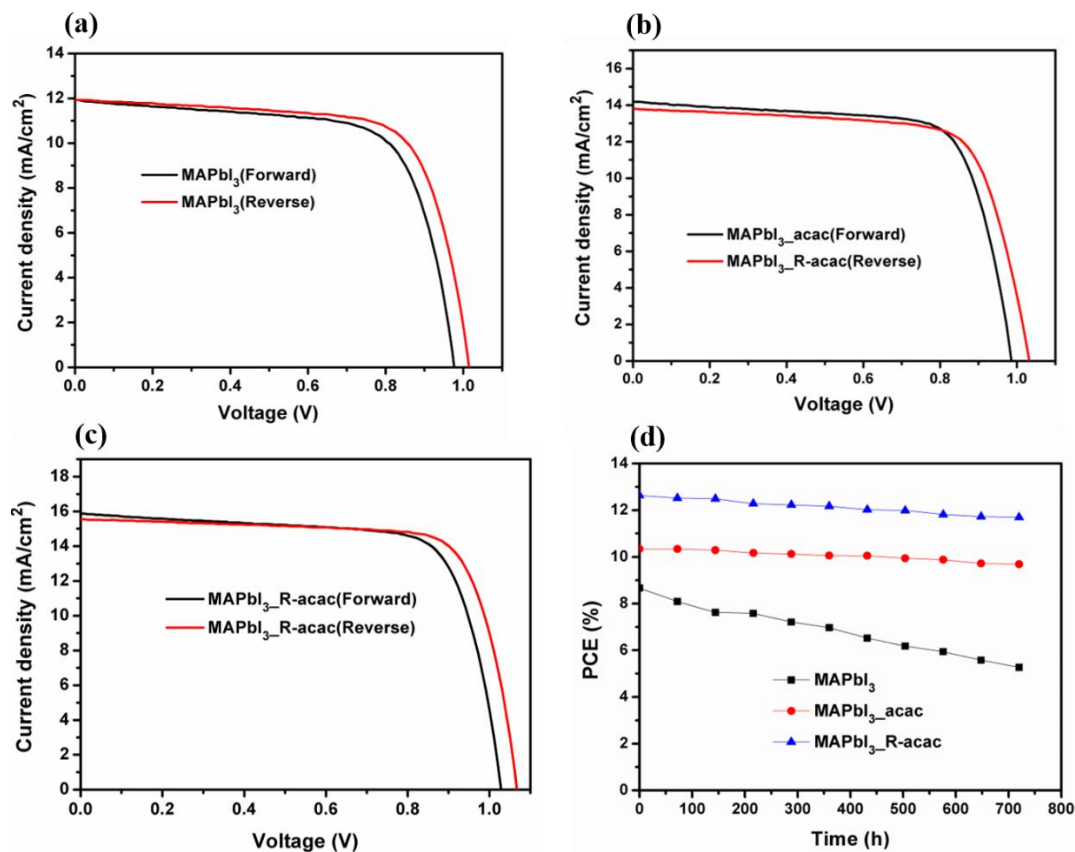 (a)
14
12
10
8
6
4
2
0
Current density (mA/cm²)
MAPbI₃(Forward)
MAPbI₃(Reverse)
0.0 0.2 0.4 0.6 0.8 1.0
Voltage (V)
(b)
16
14
12
10
8
6
4
2
0
Current density (mA/cm²)
MAPbI₃_acac(Forward)
MAPbI₃_R-acac(Reverse)
0.0 0.2 0.4 0.6 0.8 1.0
Voltage (V)
(c)
18
16
14
12
10
8
6
4
2
0
Current density (mA/cm²)
MAPbI₃_R-acac(Forward)
MAPbI₃_R-acac(Reverse)
0.0 0.2 0.4 0.6 0.8 1.0
Voltage (V)
(d)
14
12
10
8
6
4
2
0
PCE (%)
MAPbI₃
MAPbI₃_acac
MAPbI₃_R-acac
0 100 200 300 400 500 600 700 800
Time (h)